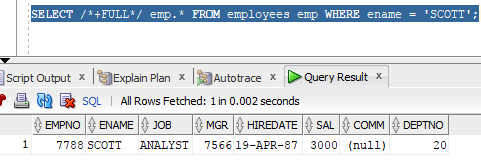 SELECT /*+FULL*/ emp.* FROM employees emp WHERE ename = 'SCOTT';
Script Output × Explain Plan × Autotrace × Query Result ×
SQL | All Rows Fetched: 1 in 0.002 seconds
EMPNO ENAME JOB MGR HIREDATE SAL COMM DEPTNO
1 7788 SCOTT ANALYST 7566 19-APR-87 3000 (null) 20